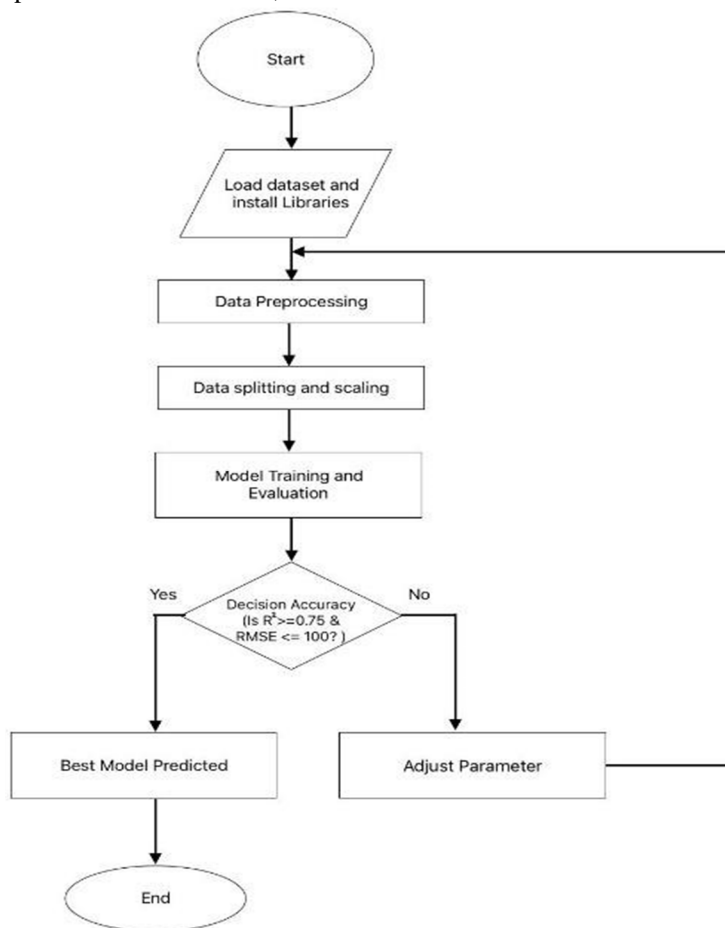 Start
Load dataset and
install Libraries
Data Preprocessing
Data splitting and scaling
Model Training and
Evaluation
Yes
No
Decision Accuracy
(Is R²>=0.75 &
RMSE <= 100? )
Best Model Predicted
Adjust Parameter
End